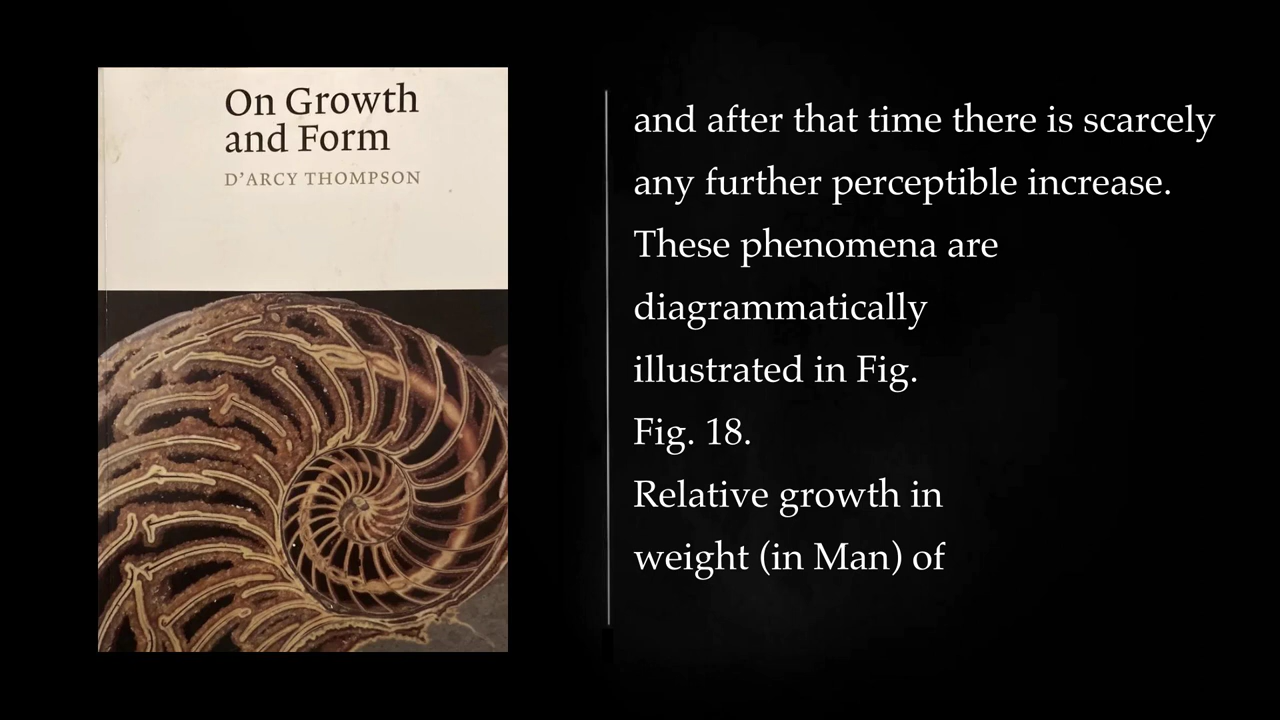 On Growth
and Form
D'ARCY THOMPSON
and after that time there is scarcely
any further perceptible increase.
These phenomena are
diagrammatically
illustrated in Fig.
Fig. 18.
Relative growth in
weight (in Man) of